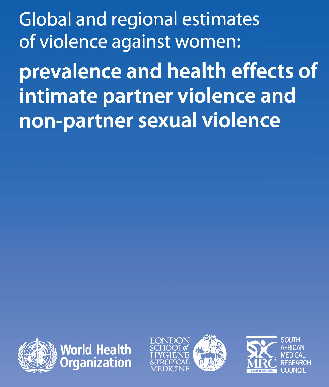 Global and regional estimates
of violence against women:
prevalence and health effects of
intimate partner violence and
non-partner sexual violence
World Health
Organization
LONDON
SCHOOL of
HYGIENE
& TROPICAL
MEDICINE
MRC
SOUTH
AFRICAN
MEDICAL
RESEARCH
COUNCIL